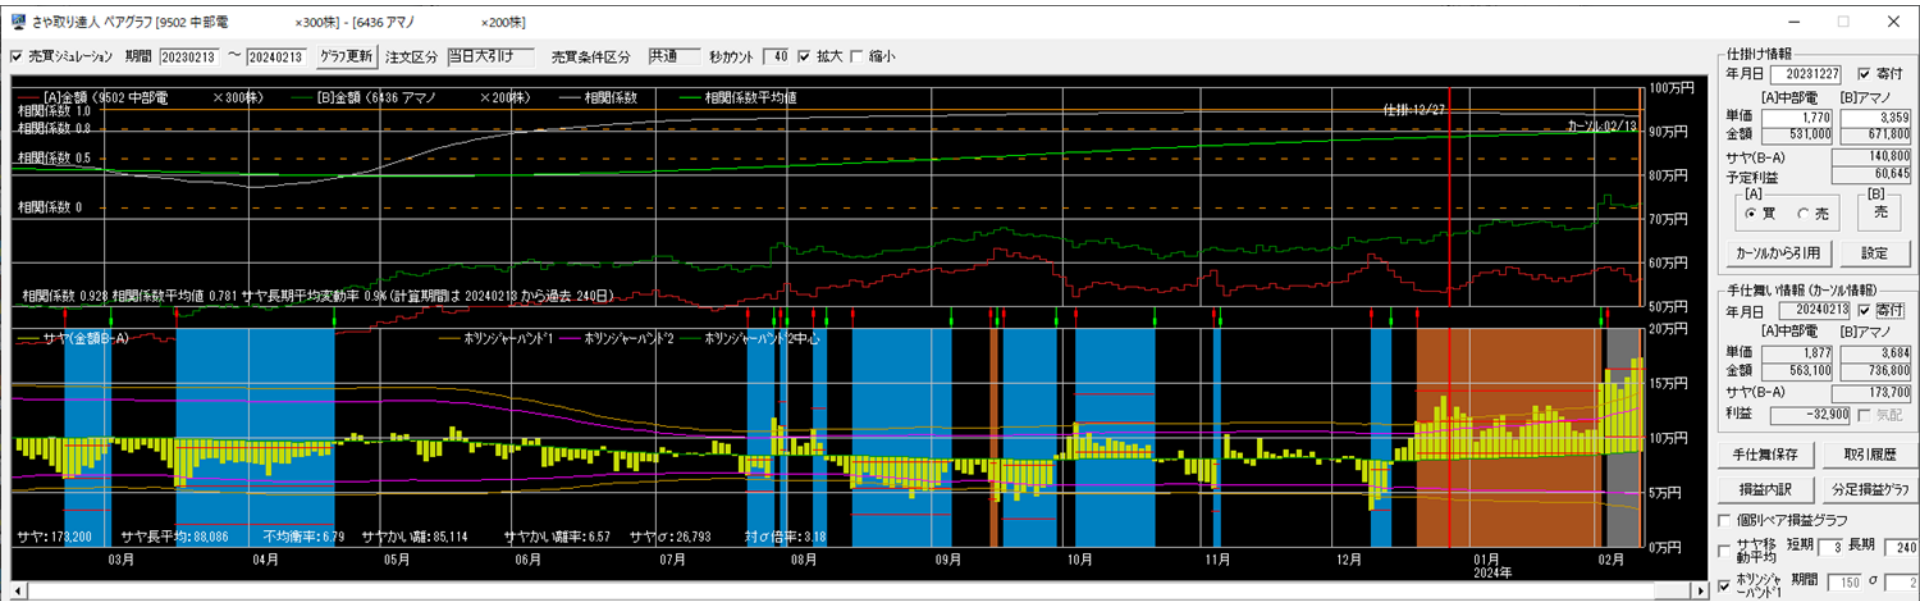 さや取り達人 ペアグラフ [9502 中部電 ×300株] - [6436 アマノ ×200株]
売買シミュレーション 期間 20230213 ～ 20240213 グラフ更新 注文区分 当日大引け 売買条件区分 共通 秒カウント 40 拡大 縮小
[A]金額 (9502 中部電 ×300株) [B]金額 (6436 アマノ ×200株) 相関係数 相関係数平均値
相関係数 1.0
相関係数 0.8
相関係数 0.5
相関係数 0
仕掛:12/27
カーソル:02/13
100万円
90万円
80万円
70万円
60万円
50万円
相関係数 0.928 相関係数平均値 0.781 サヤ長期平均変動率 0.9% (計算期間は 20240213 から過去 240日)
サヤ(金額B-A) ボリンジャーバンド1 ボリンジャーバンド2 ボリンジャーバンド2中心
20万円
15万円
10万円
5万円
0万円
サヤ:173,200 サヤ長平均:88,086 不均衡率:6.79 サヤかい離:85,114 サヤかい離率:6.57 サヤσ:26,793 対σ倍率:3.18
03月 04月 05月 06月 07月 08月 09月 10月 11月 12月 01月 02月
2024年
仕掛け情報
年月日 20231227 寄付
[A]中部電 [B]アマノ
単価 1,770 3,359
金額 531,000 671,800
サヤ(B-A) 140,800
予定利益 60,645
[A] [B]
買 売 売
カーソルから引用 設定
手仕舞い情報(カーソル情報)
年月日 20240213 寄付
[A]中部電 [B]アマノ
単価 1,877 3,684
金額 563,100 736,800
サヤ(B-A) 173,700
利益 -32,900 気配
手仕舞保存 取引履歴
損益内訳 分足損益グラフ
個別ペア損益グラフ
サヤ移動平均 短期 3 長期 240
ボリンジャーバンド1 期間 150 σ 2